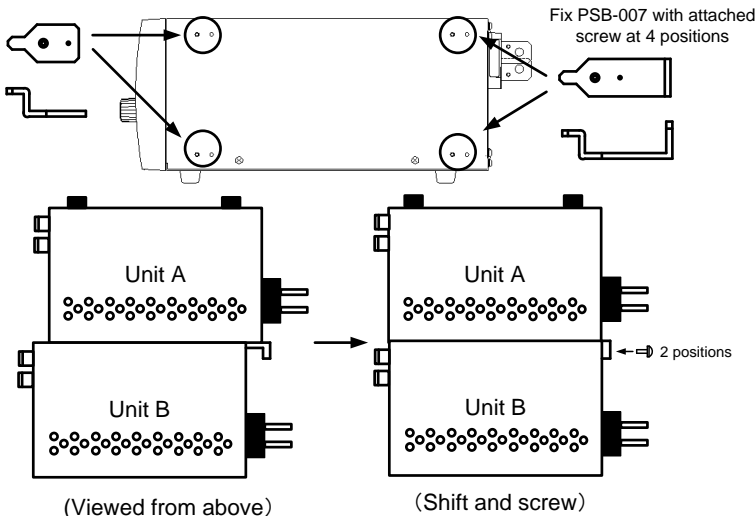 Fix PSB-007 with attached
screw at 4 positions
Unit A
Unit A
2 positions
Unit B
Unit B
(Viewed from above)
(Shift and screw)